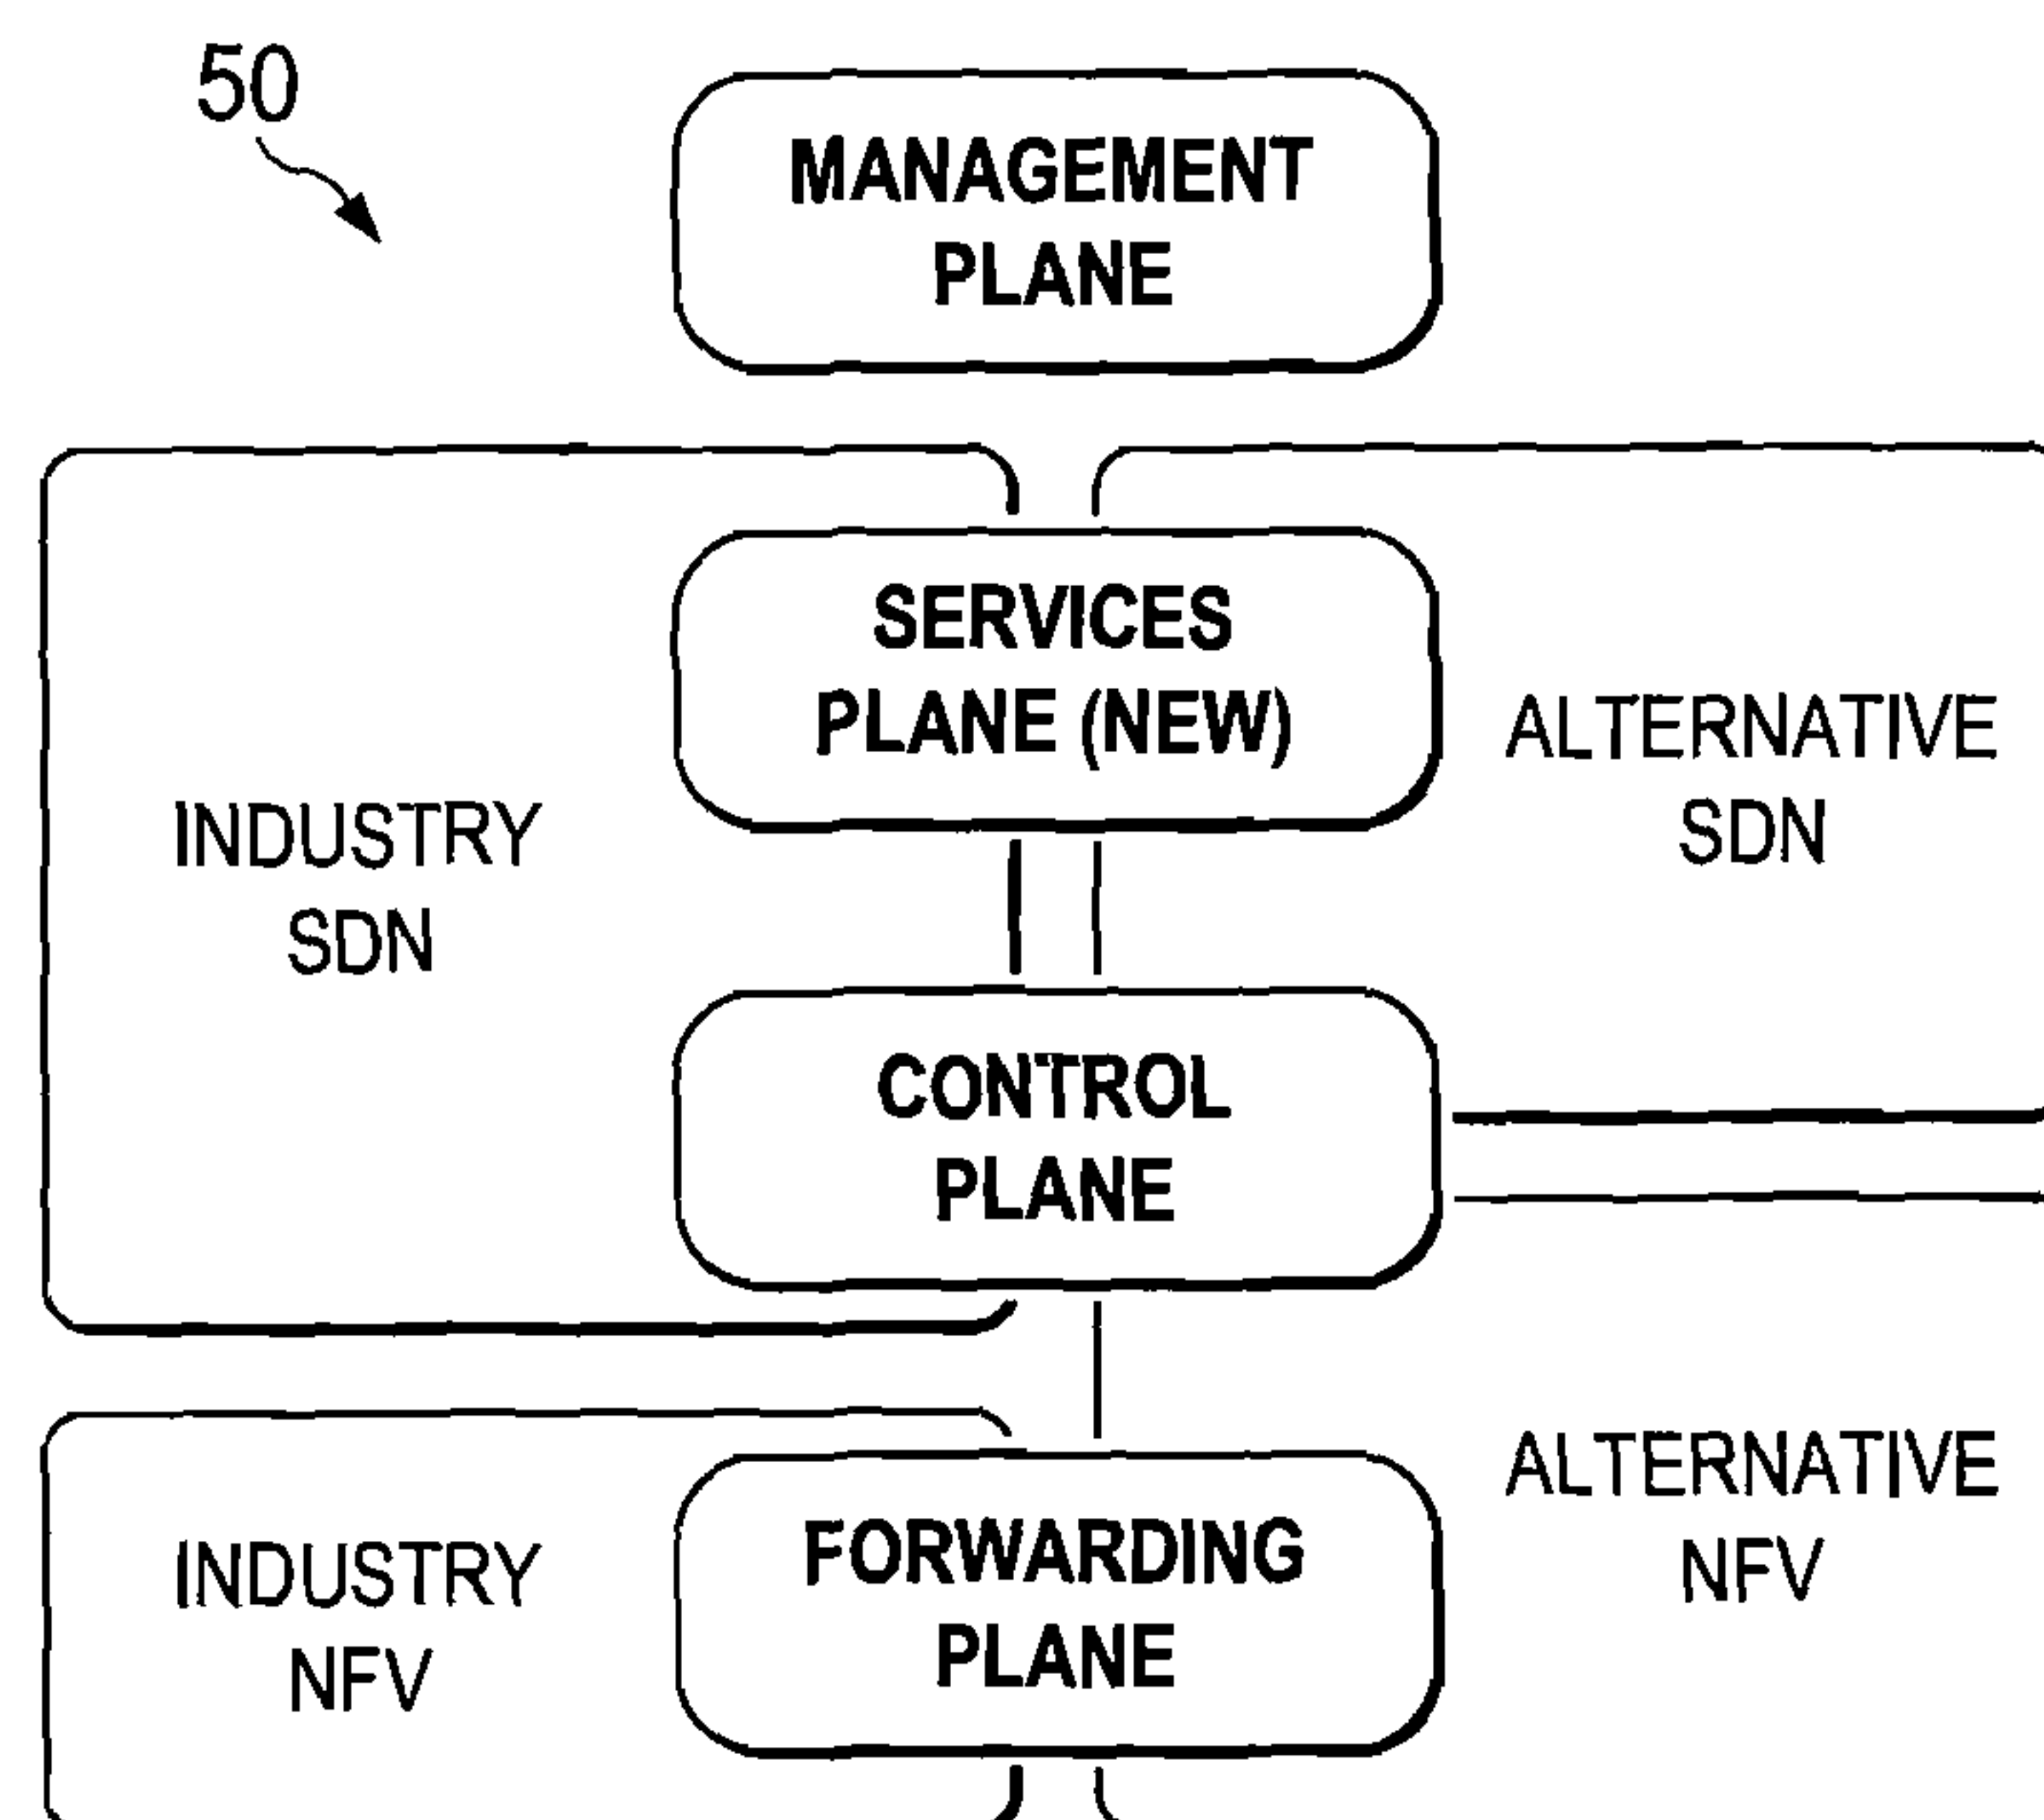 50
MANAGEMENT
PLANE
SERVICES
PLANE (NEW)
ALTERNATIVE
SDN
INDUSTRY
SDN
CONTROL
PLANE
ALTERNATIVE
NFV
FORWARDING
PLANE
INDUSTRY
NFV